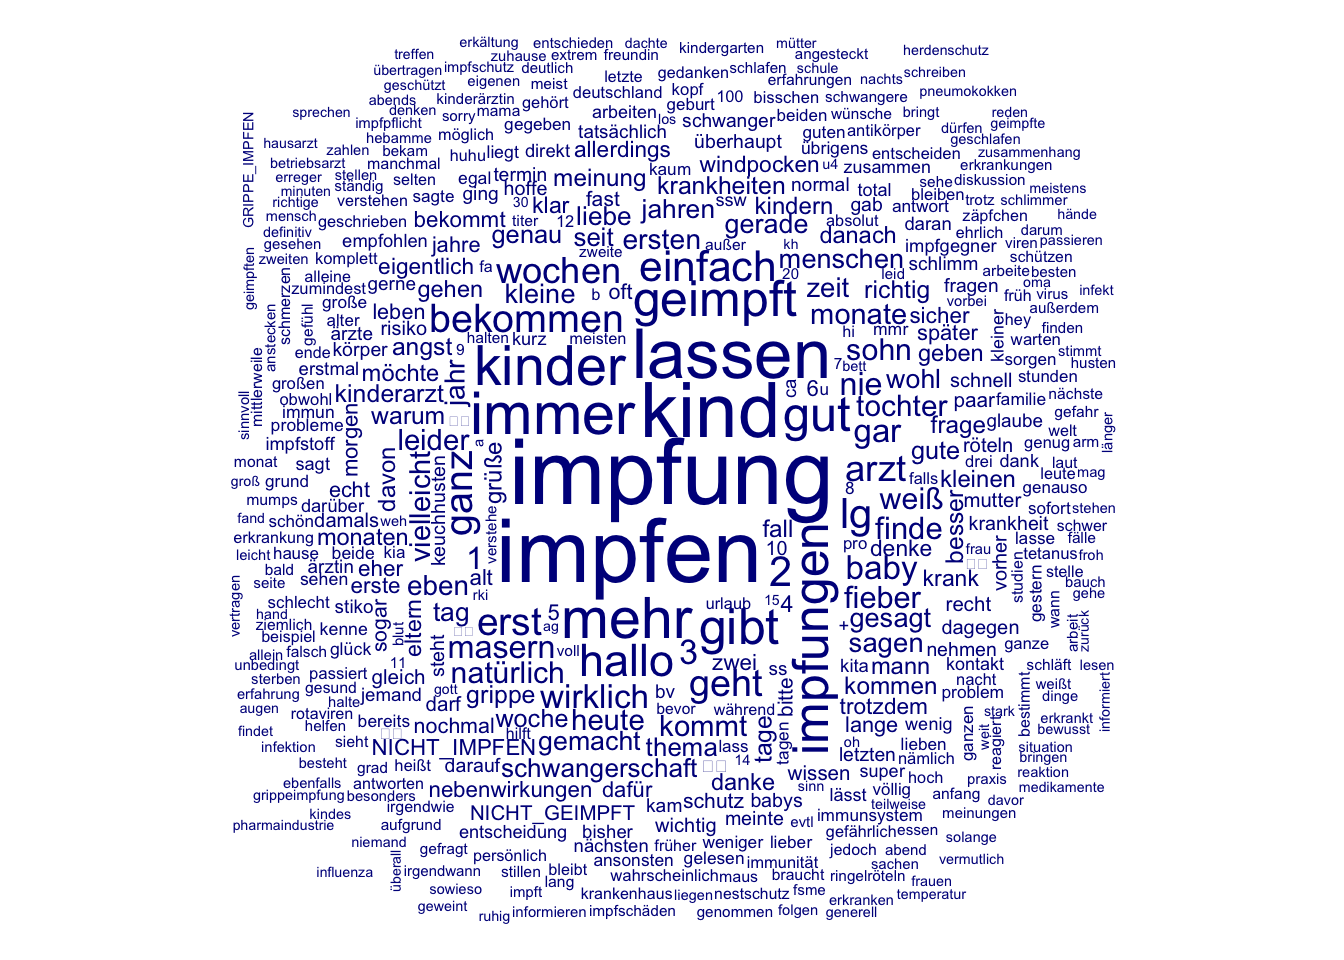 erkältung entschieden dachte kindergarten mütter
treffen zuhause extrem freundin angesteckt herdenschutz
übertragen impfschutz deutlich letzte gedanken schlafen schule
geschützt eigenen meist deutschland kopf erfahrungen nachts schreiben
abends kinderärztin gehört geburt 100 bisschen schwangere pneumokokken
sprechen denken sorry mama arbeiten los schwanger beiden wünsche bringt reden
impfpflicht gegeben tatsächlich guten antikörper dürfen geimpfte
hausarzt hebamme möglich überhaupt übrigens geschlafen
GRIPPE_IMPFEN zahlen bekam huhu liegt direkt allerdings entscheiden zusammenhang
betriebsarzt manchmal egal termin meinung kaum windpocken u4 zusammen erkrankungen
erreger stellen selten ging hoffe krankheiten normal total sehe diskussion
minuten ständig verstehen sagte 30 klar fast jahren ssw kindern gab bleiben trotz schlimmer meistens
richtige titer 12 liebe antwort zäpfchen hände
mensch geschrieben bekommt genau seit ersten außer gerade absolut daran ehrlich darum
definitiv empfohlen jahre zweite kh danach impfgegner viren passieren
gesehen zweiten komplett eigentlich fa wochen einfach menschen schlimm schützen
geimpften alleine gerne gehen 20 leid arbeite besten
zumindest kleine b oft geimpft zeit richtig fragen oma infekt
anstecken schmerzen gefühl große leben bekommen monate vorbei früh virus außerdem
alter risiko sicher kleiner hey finden
ärzte halten kurz meisten hi mmr später warten
mittlerweile ende körper angst 9 kinder lassen sohn geben sorgen stimmt
erstmal möchte jahr 7 bett husten
großen kinderarzt ca 6 u nie wohl schnell stunden
sinnvoll obwohl immer kind gut tochter paar familie nächste
immun warum gefahr
probleme morgen frage glaube welt
impfstoff leider a gar genug arm länger
monat sagt davon vielleicht ganz grüße impfung arzt gute röteln drei dank laut
groß grund echt keuchhusten falls kleinen leute mag
mumps darüber verstehe 8 weiß mutter genauso
fand schön damals weh lg besser sofort stehen
erkrankung monaten fall finde krankheit schwer
leicht hause beide kia impfen 10 pro denke frau vorher lasse fälle
bald ärztin eher 1 2 baby tetanus froh
seite sehen erste eben alt impfungen krank studien stelle
vertragen rki fieber gestern bauch
schlecht stiko sogar eltern tag erst 5 mehr urlaub 15 4 recht wann gehe
hand ag gibt + gesagt arbeit zurück
ziemlich kenne blut dagegen
beispiel steht masern voll sagen nehmen ganze
allein falsch glück 3 zwei ss
unbedingt 11 gleich natürlich hallo kita mann kontakt schläft lesen
sterben passiert gott geht nacht weißt
erfahrung gesund jemand darf grippe wirklich bv bitte kommen problem bestimmt dinge informiert
augen halte bevor während trotzdem stark
rotaviren woche heute kommt tage lange wenig ganzen weit reagiert erkrankt
findet helfen bereits nochmal hilft tagen oh lieben bewusst
infektion sieht NICHT_IMPFEN gemacht thema lass letzten nämlich situation
besteht grad heißt darauf schwangerschaft 14 wissen super hoch praxis bringen
ebenfalls antworten nebenwirkungen dafür danke sinn völlig anfang reaktion
grippeimpfung besonders irgendwie kam schutz babys lässt teilweise davor medikamente
kindes NICHT_GEIMPFT immunsystem meinungen
pharmaindustrie aufgrund entscheidung bisher wichtig meinte evtl gefährlich essen solange
niemand gefragt persönlich nächsten früher weniger lieber jedoch abend vermutlich
influenza überall irgendwann stillen bleibt ansonsten gelesen immunität sachen
sowieso impft lang wahrscheinlich maus braucht ringelröteln frauen
geweint krankenhaus liegen nestschutz fsme erkranken temperatur
ruhig informieren impfschäden genommen folgen generell